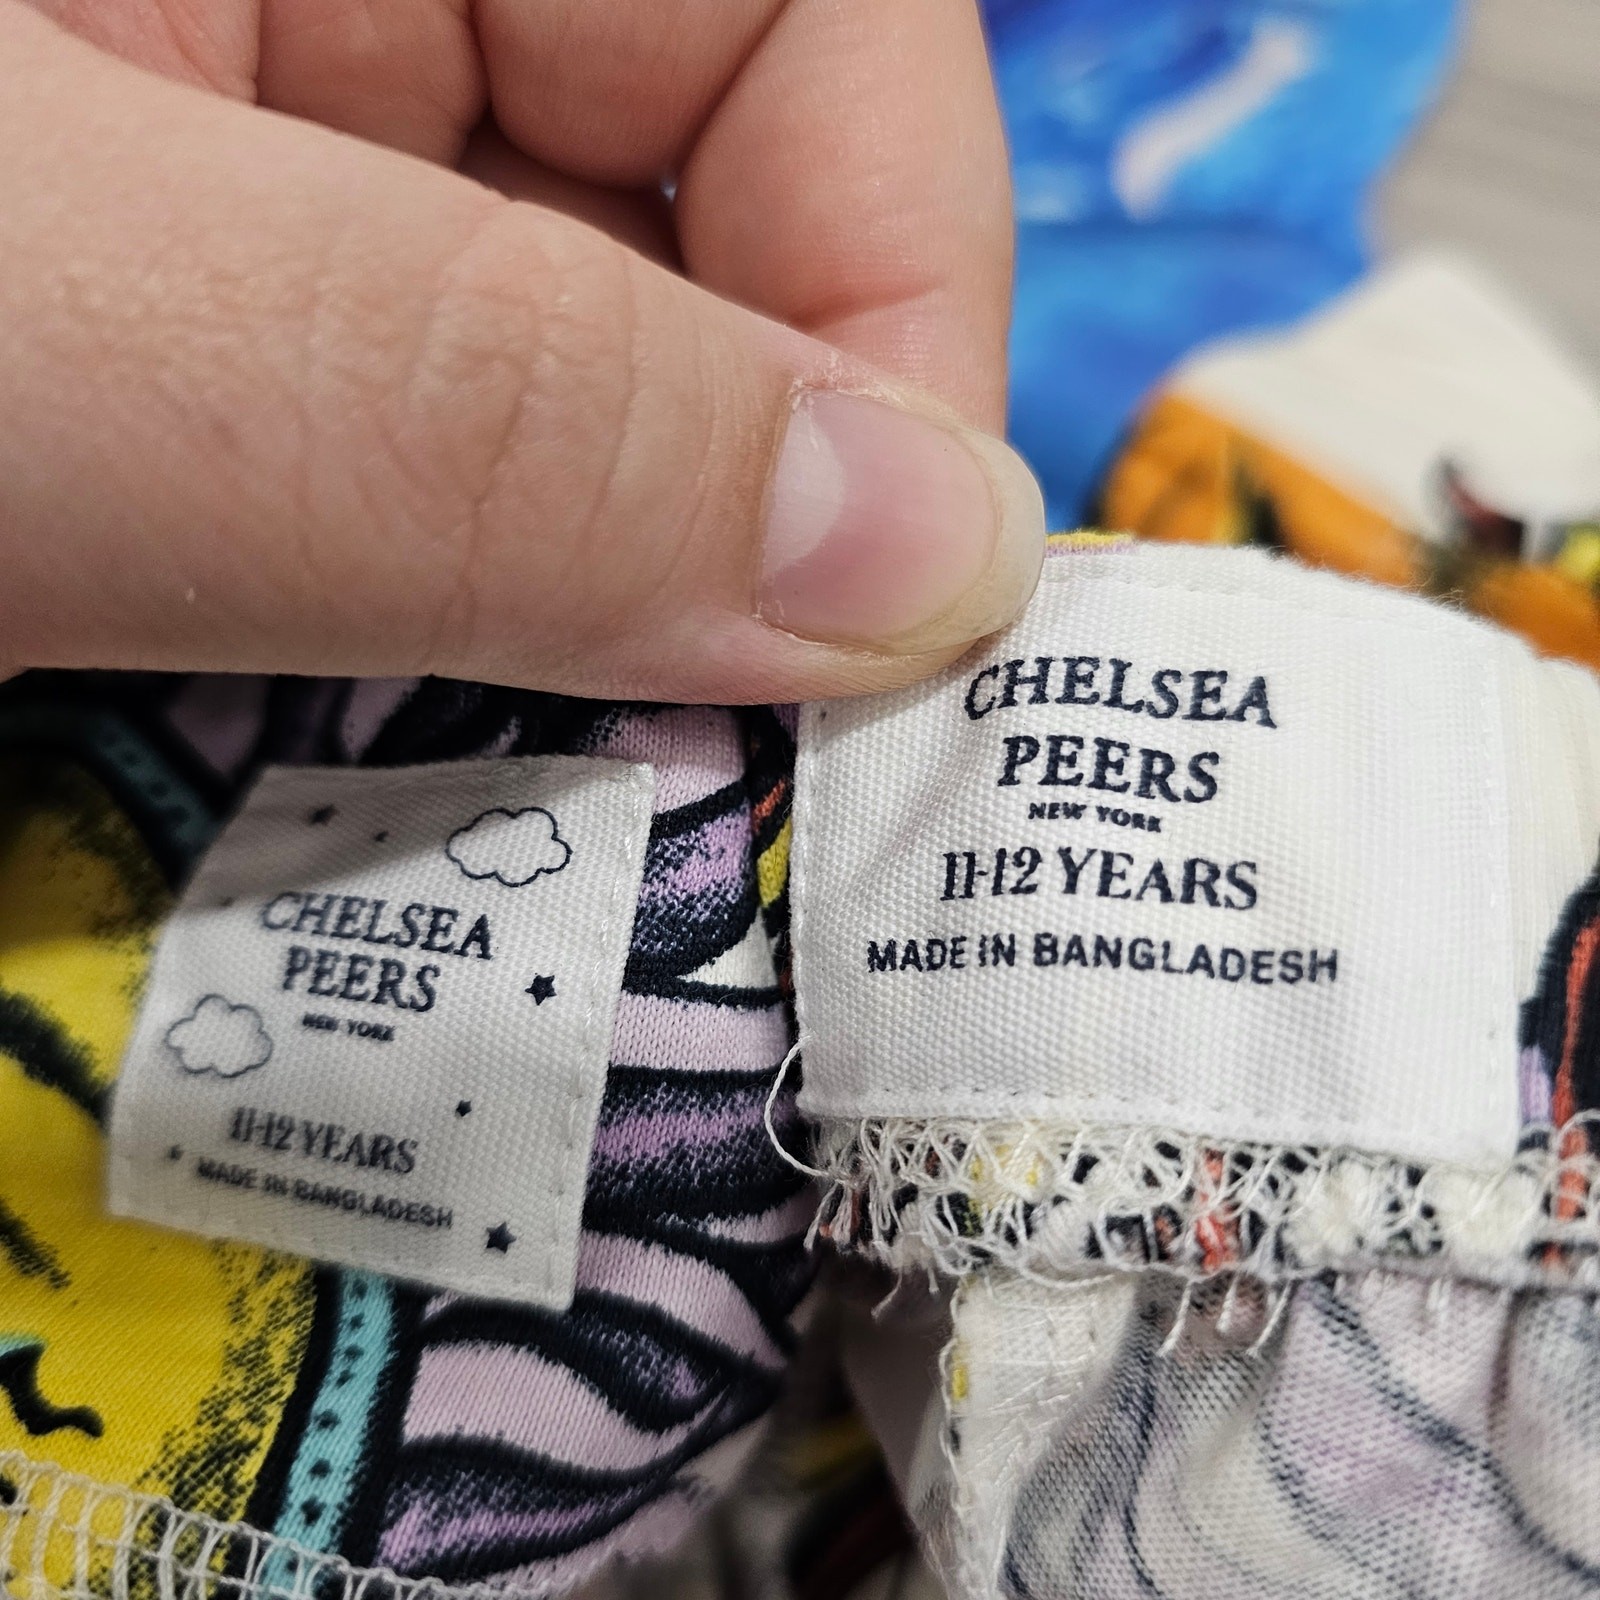 CHELSEA
PEERS
NEW YORK
11-12 YEARS
MADE IN BANGLADESH
CHELSEA
PEERS
NEW YORK
11-12 YEARS
MADE IN BANGLADESH